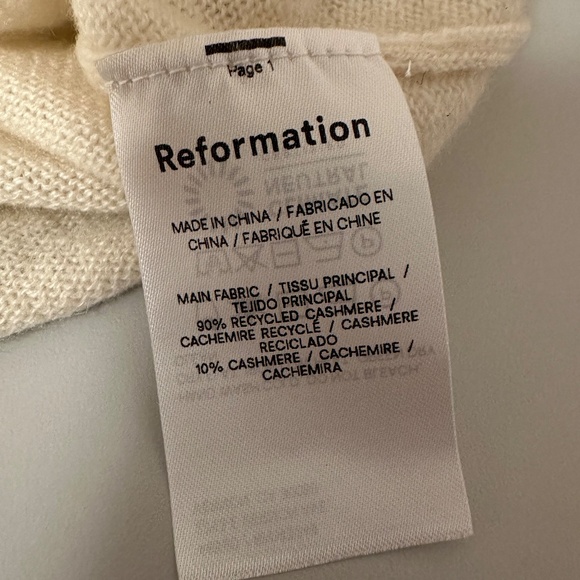 Page 1
Reformation
MADE IN CHINA / FABRICADO EN
CHINA / FABRIQUÉ EN CHINE
MAIN FABRIC / TISSU PRINCIPAL /
TEJIDO PRINCIPAL
90% RECYCLED CASHMERE /
CACHEMIRE RECYCLÉ / CASHMERE
RECICLADO
10% CASHMERE / CACHEMIRE /
CACHEMIRA